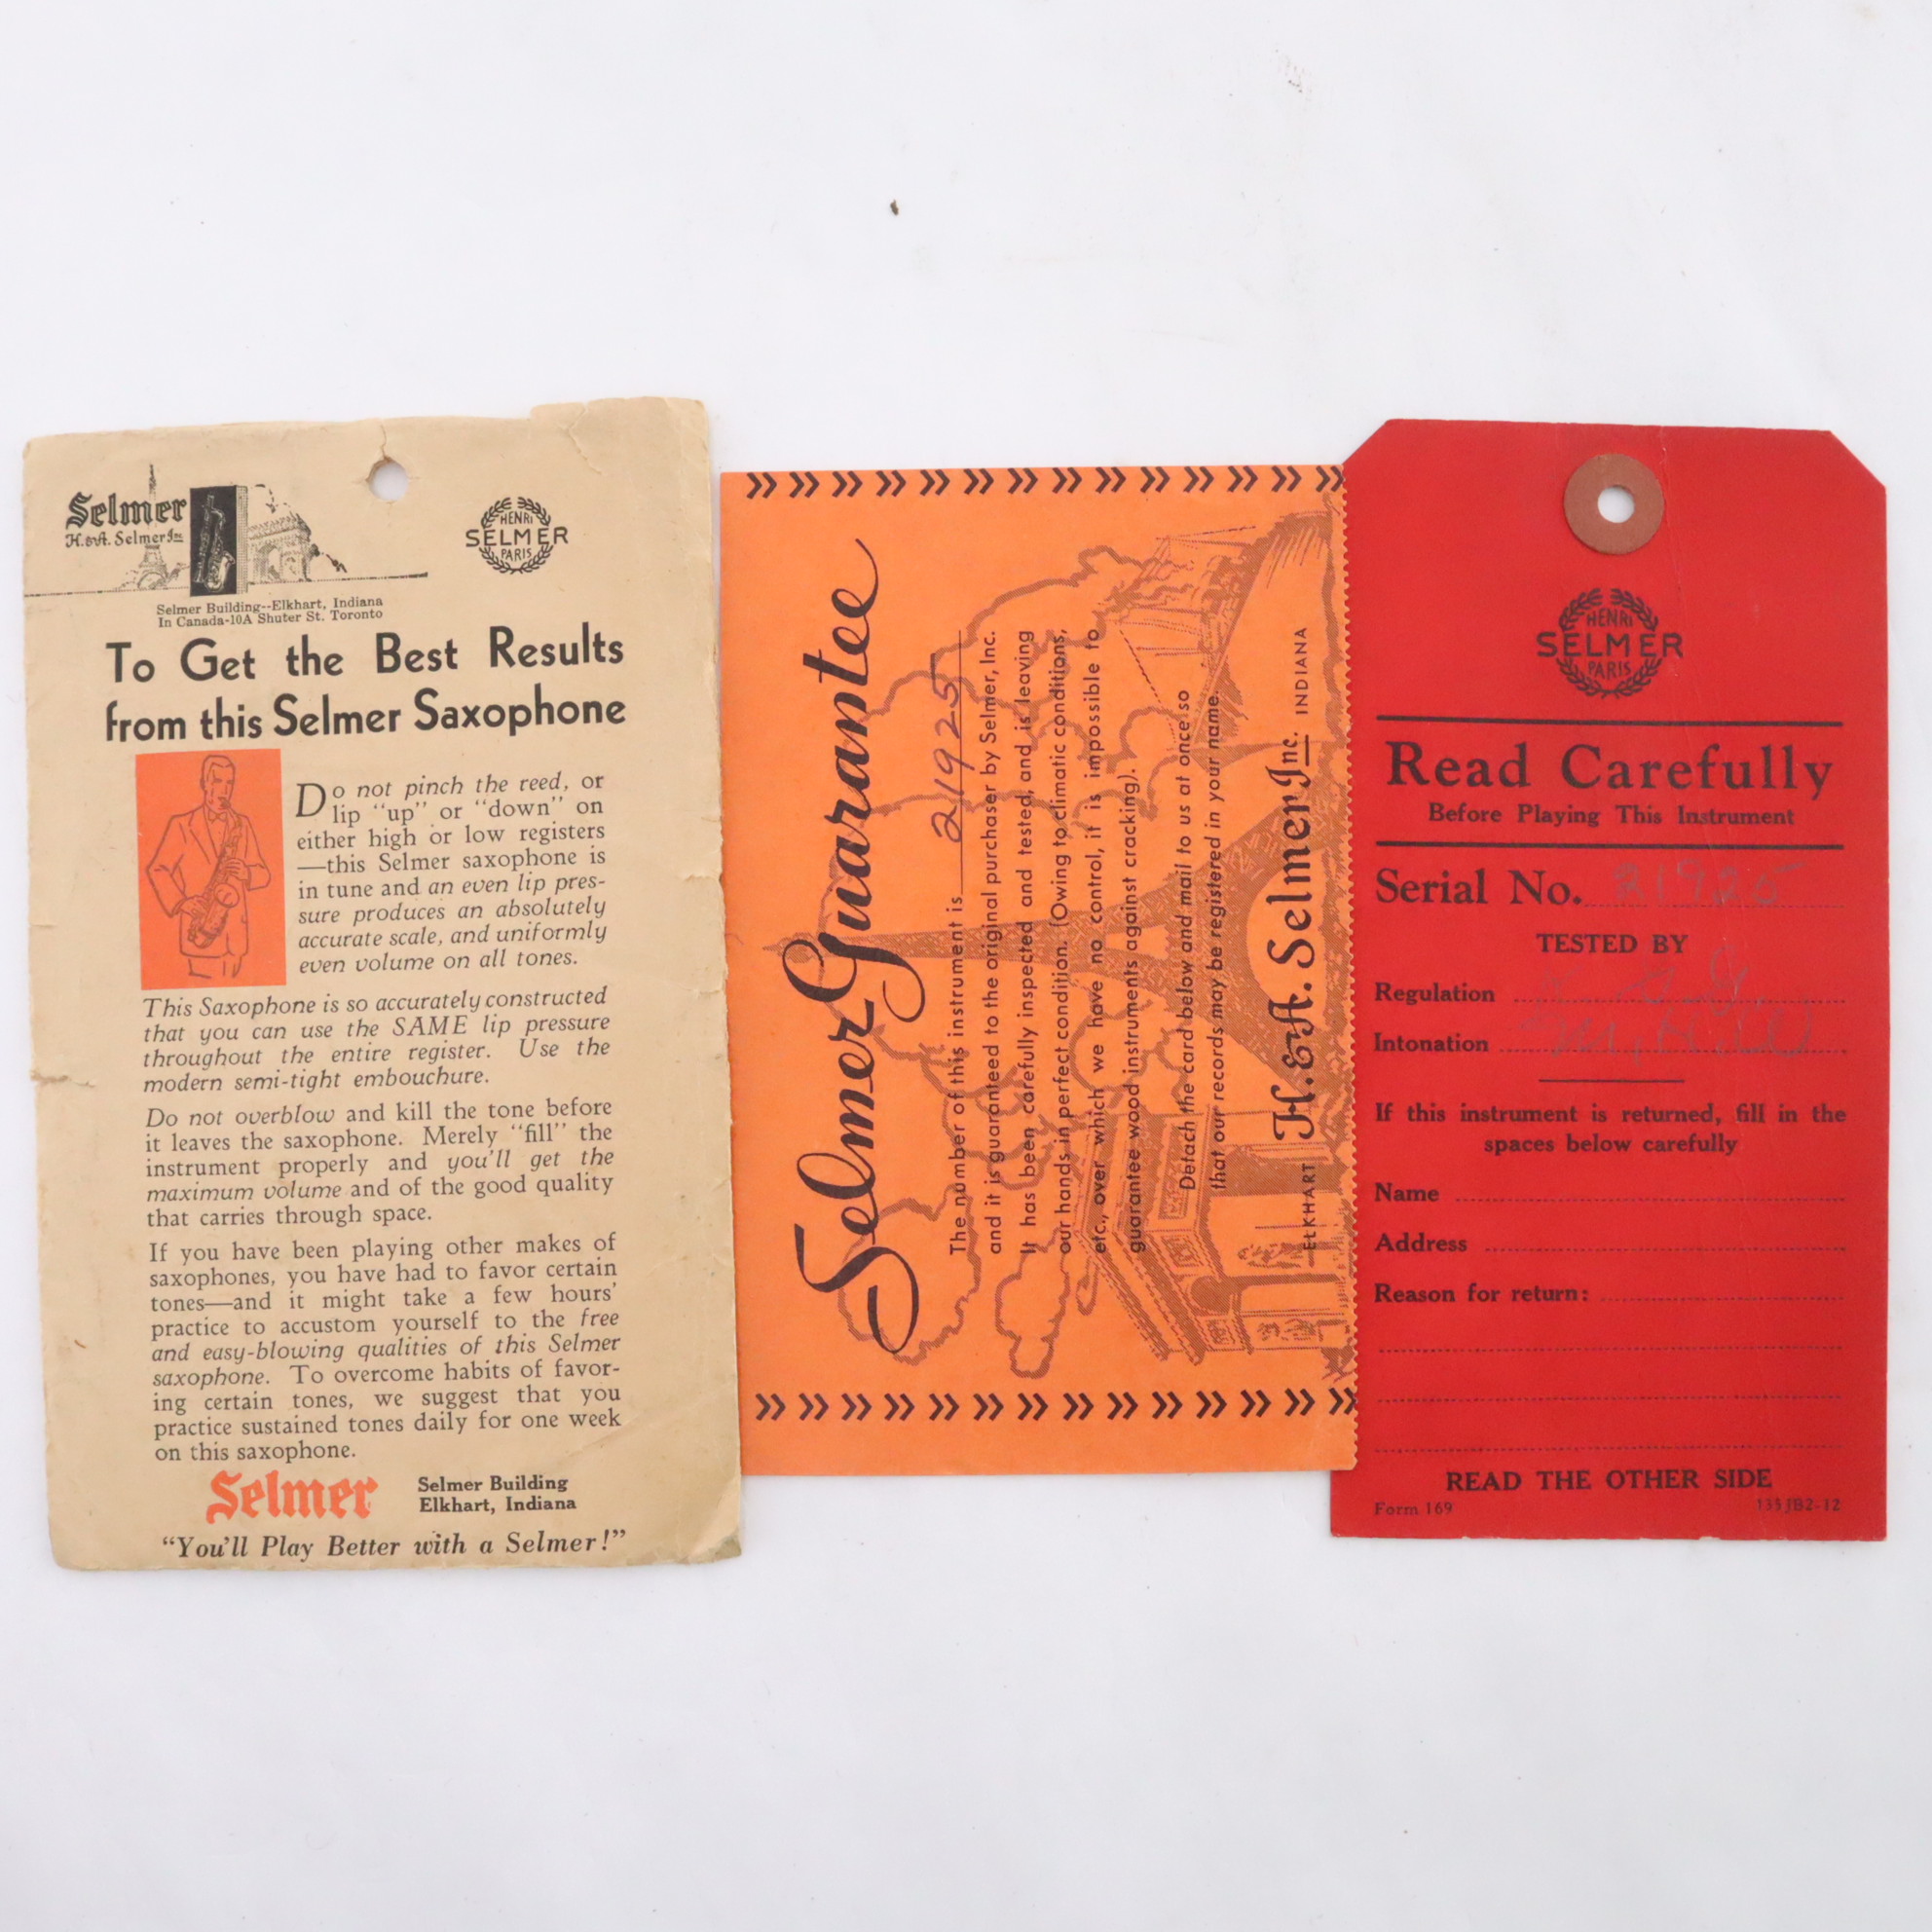 Selmer
H.&A. Selmer Inc
HENRI
SELMER
PARIS
Selmer Building--Elkhart, Indiana
In Canada-10A Shuter St. Toronto
To Get the Best Results
from this Selmer Saxophone
Do not pinch the reed, or
lip "up" or "down" on
either high or low registers
—this Selmer saxophone is
in tune and an even lip pres-
sure produces an absolutely
accurate scale, and uniformly
even volume on all tones.
This Saxophone is so accurately constructed
that you can use the SAME lip pressure
throughout the entire register. Use the
modern semi-tight embouchure.
Do not overblow and kill the tone before
it leaves the saxophone. Merely "fill" the
instrument properly and you'll get the
maximum volume and of the good quality
that carries through space.
If you have been playing other makes of
saxophones, you have had to favor certain
tones—and it might take a few hours'
practice to accustom yourself to the free
and easy-blowing qualities of this Selmer
saxophone. To overcome habits of favor-
ing certain tones, we suggest that you
practice sustained tones daily for one week
on this saxophone.
Selmer
Selmer Building
Elkhart, Indiana
"You'll Play Better with a Selmer!"
Selmer Guarantee
The number of this instrument is 21925
and it is guaranteed to the original purchaser by Selmer, Inc.
It has been carefully inspected and tested, and is leaving
our hands in perfect condition. (Owing to climatic conditions,
etc., over which we have no control, it is impossible to
guarantee wood instruments against cracking).
Detach the card below and mail to us at once so
that our records may be registered in your name.
ELKHART H.&A. Selmer Inc. INDIANA
HENRI
SELMER
PARIS
Read Carefully
Before Playing This Instrument
Serial No. 21925
TESTED BY
Regulation
Intonation
If this instrument is returned, fill in the
spaces below carefully
Name
Address
Reason for return:
READ THE OTHER SIDE
Form 169
135JB2-12